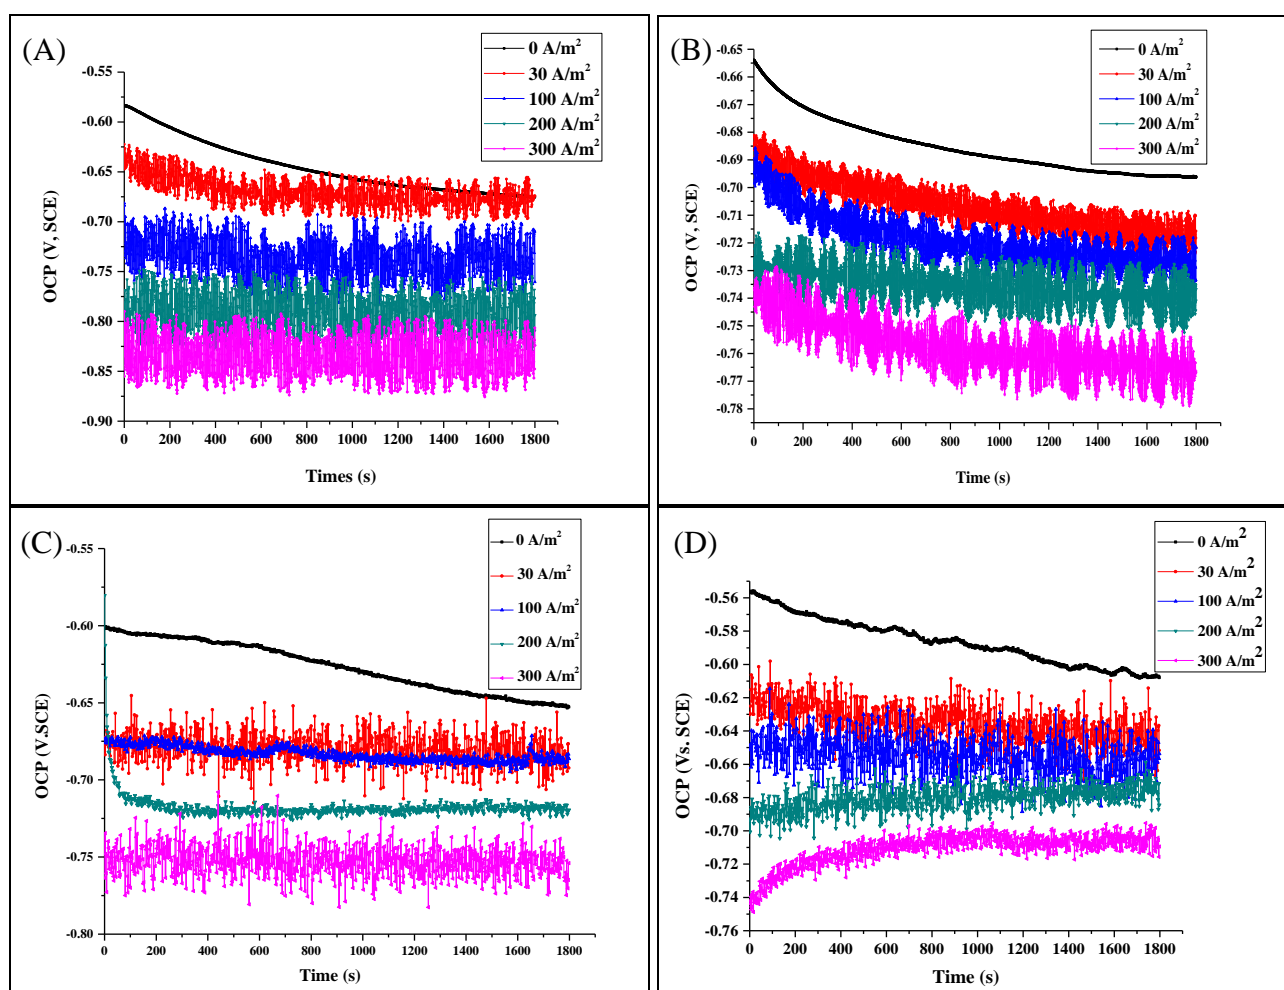 (A)
0 A/m²
30 A/m²
100 A/m²
200 A/m²
300 A/m²
-0.55
-0.60
-0.65
-0.70
-0.75
-0.80
-0.85
-0.90
OCP (V, SCE)
0 200 400 600 800 1000 1200 1400 1600 1800
Times (s)
(B)
0 A/m²
30 A/m²
100 A/m²
200 A/m²
300 A/m²
-0.65
-0.66
-0.67
-0.68
-0.69
-0.70
-0.71
-0.72
-0.73
-0.74
-0.75
-0.76
-0.77
-0.78
OCP (V, SCE)
0 200 400 600 800 1000 1200 1400 1600 1800
Time (s)
(C)
0 A/m²
30 A/m²
100 A/m²
200 A/m²
300 A/m²
-0.55
-0.60
-0.65
-0.70
-0.75
-0.80
OCP (V.SCE)
0 200 400 600 800 1000 1200 1400 1600 1800
Time (s)
(D)
0 A/m²
30 A/m²
100 A/m²
200 A/m²
300 A/m²
-0.56
-0.58
-0.60
-0.62
-0.64
-0.66
-0.68
-0.70
-0.72
-0.74
-0.76
OCP (Vs. SCE)
0 200 400 600 800 1000 1200 1400 1600 1800
Time (s)